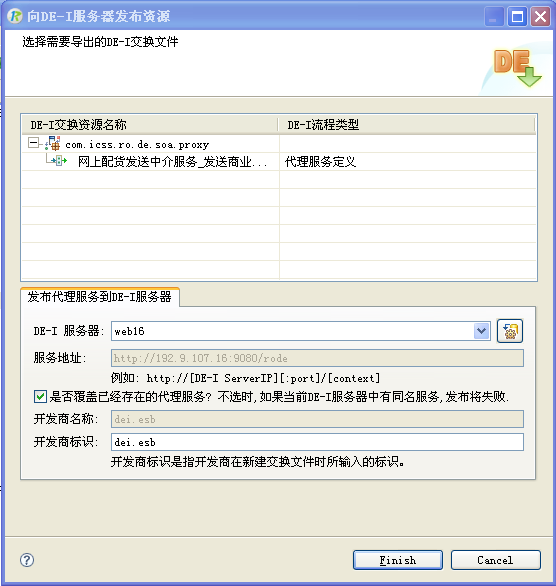 向DE-I服务器发布资源
选择需要导出的DE-I交换文件
DE
DE-I交换资源名称 DE-I流程类型
com.icss.ro.de.soa.proxy
网上配货发送中介服务_发送商业... 代理服务定义
发布代理服务到DE-I服务器
DE-I 服务器: web16
服务地址: http://192.9.107.16:9080/rode
例如: http://[DE-I ServerIP][:port]/[context]
是否覆盖已经存在的代理服务? 不选时,如果当前DE-I服务器中有同名服务,发布将失败.
开发商名称: dei.esb
开发商标识: dei.esb
开发商标识是指开发商在新建交换文件时所输入的标识。
Finish Cancel